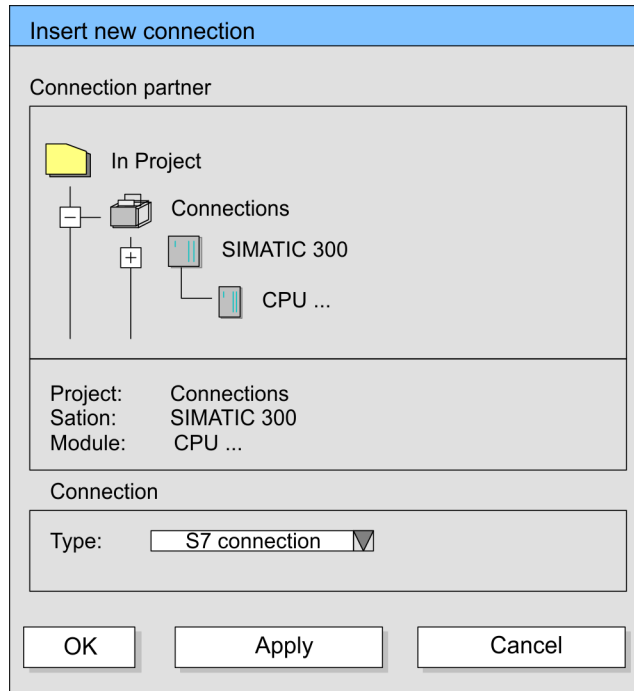 Insert new connection
Connection partner
In Project
Connections
SIMATIC 300
CPU ...
Project: Connections
Sation: SIMATIC 300
Module: CPU ...
Connection
Type: S7 connection
OK Apply Cancel